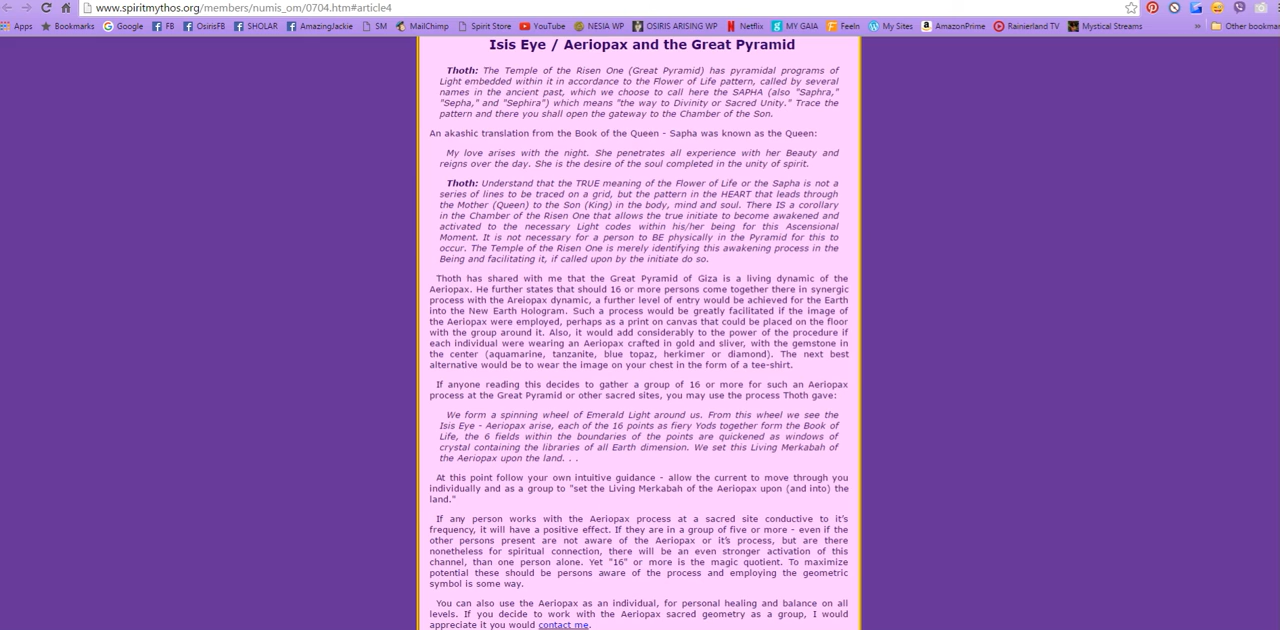 www.spiritmythos.org/members/numis_om/0704.htm#article4
Apps Bookmarks Google FB OsirisFB SHOLAR AmazingJackie SM MailChimp Spirit Store YouTube NESIA WP OSIRIS ARISING WP Netflix MY GAIA FeelIn My Sites AmazonPrime Rainierland TV Mystical Streams » Other bookmar
Isis Eye / Aeriopax and the Great Pyramid
Thoth: The Temple of the Risen One (Great Pyramid) has pyramidal programs of
Light embedded within it in accordance to the Flower of Life pattern, called by several
names in the ancient past, which we choose to call here the SAPHA (also "Saphra,"
"Sepha," and "Sephira") which means "the way to Divinity or Sacred Unity." Trace the
pattern and there you shall open the gateway to the Chamber of the Son.
An akashic translation from the Book of the Queen - Sapha was known as the Queen:
My love arises with the night. She penetrates all experience with her Beauty and
reigns over the day. She is the desire of the soul completed in the unity of spirit.
Thoth: Understand that the TRUE meaning of the Flower of Life or the Sapha is not a
series of lines to be traced on a grid, but the pattern in the HEART that leads through
the Mother (Queen) to the Son (King) in the body, mind and soul. There IS a corollary
in the Chamber of the Risen One that allows the true initiate to become awakened and
activated to the necessary Light codes within his/her being for this Ascensional
Moment. It is not necessary for a person to BE physically in the Pyramid for this to
occur. The Temple of the Risen One is merely identifying this awakening process in the
Being and facilitating it, if called upon by the initiate do so.
Thoth has shared with me that the Great Pyramid of Giza is a living dynamic of the
Aeriopax. He further states that should 16 or more persons come together there in synergic
process with the Areiopax dynamic, a further level of entry would be achieved for the Earth
into the New Earth Hologram. Such a process would be greatly facilitated if the image of
the Aeriopax were employed, perhaps as a print on canvas that could be placed on the floor
with the group around it. Also, it would add considerably to the power of the procedure if
each individual were wearing an Aeriopax crafted in gold and sliver, with the gemstone in
the center (aquamarine, tanzanite, blue topaz, herkimer or diamond). The next best
alternative would be to wear the image on your chest in the form of a tee-shirt.
If anyone reading this decides to gather a group of 16 or more for such an Aeriopax
process at the Great Pyramid or other sacred sites, you may use the process Thoth gave:
We form a spinning wheel of Emerald Light around us. From this wheel we see the
Isis Eye - Aeriopax arise, each of the 16 points as fiery Yods together form the Book of
Life, the 6 fields within the boundaries of the points are quickened as windows of
crystal containing the libraries of all Earth dimension. We set this Living Merkabah of
the Aeriopax upon the land. . .
At this point follow your own intuitive guidance - allow the current to move through you
individually and as a group to "set the Living Merkabah of the Aeriopax upon (and into) the
land."
If any person works with the Aeriopax process at a sacred site conductive to it's
frequency, it will have a positive effect. If they are in a group of five or more - even if the
other persons present are not aware of the Aeriopax or it's process, but are there
nonetheless for spiritual connection, there will be an even stronger activation of this
channel, than one person alone. Yet "16" or more is the magic quotient. To maximize
potential these should be persons aware of the process and employing the geometric
symbol is some way.
You can also use the Aeriopax as an individual, for personal healing and balance on all
levels. If you decide to work with the Aeriopax sacred geometry as a group, I would
appreciate it you would contact me.